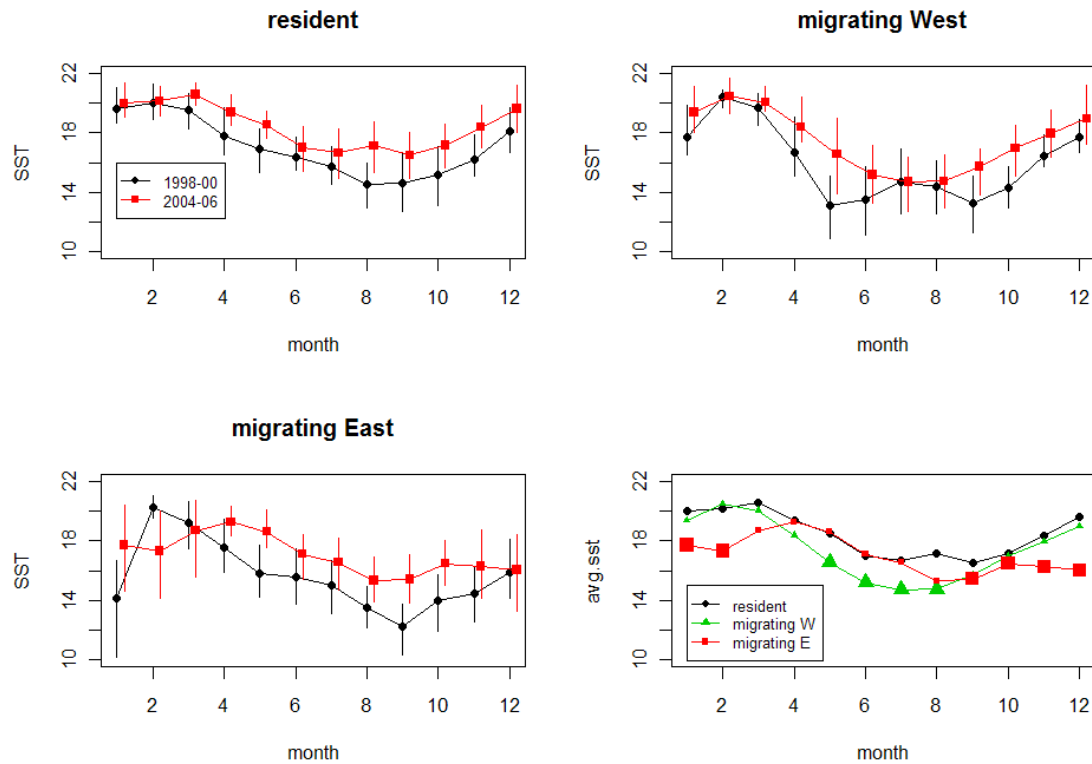 resident
SST
22
18
14
10
1998-00
2004-06
2 4 6 8 10 12
month
migrating West
SST
22
18
14
10
2 4 6 8 10 12
month
migrating East
SST
22
18
14
10
2 4 6 8 10 12
month
avg.sst
22
18
14
10
resident
migrating W
migrating E
2 4 6 8 10 12
month